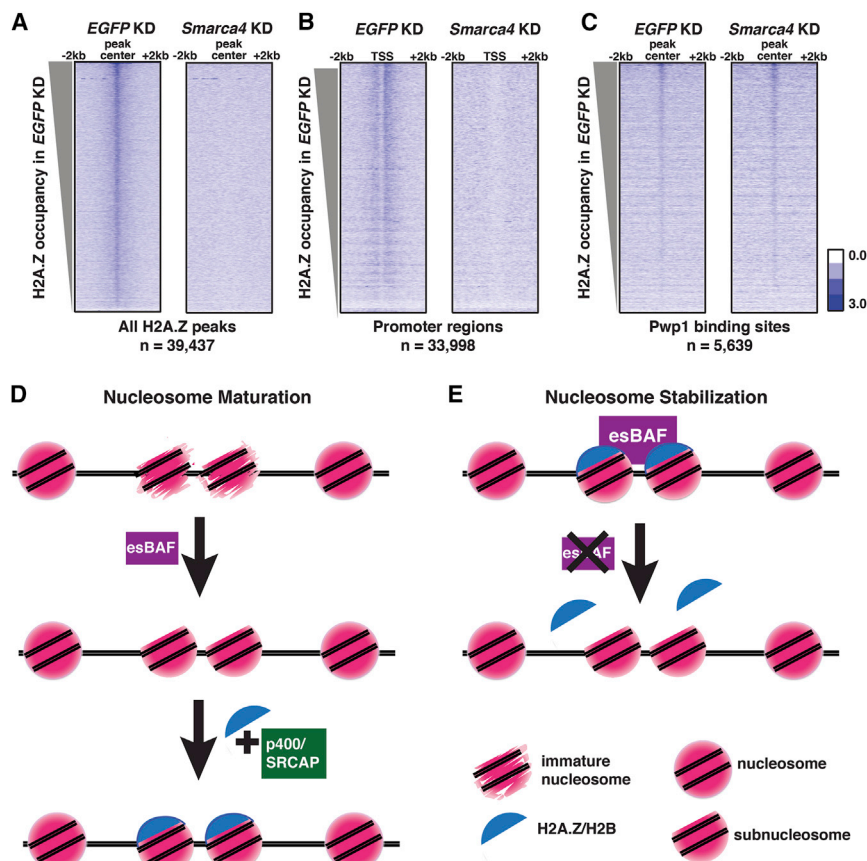 A
EGFP KD
Smarca4 KD
-2kb peak center +2kb
-2kb peak center +2kb
H2A.Z occupancy in EGFP KD
All H2A.Z peaks
n = 39,437
B
EGFP KD
Smarca4 KD
-2kb TSS +2kb
-2kb TSS +2kb
H2A.Z occupancy in EGFP KD
Promoter regions
n = 33,998
C
EGFP KD
Smarca4 KD
-2kb peak center +2kb
-2kb peak center +2kb
H2A.Z occupancy in EGFP KD
Pwp1 binding sites
n = 5,639
0.0
3.0
D
Nucleosome Maturation
esBAF
+
p400/
SRCAP
E
Nucleosome Stabilization
esBAF
esBAF
immature
nucleosome
nucleosome
H2A.Z/H2B
subnucleosome